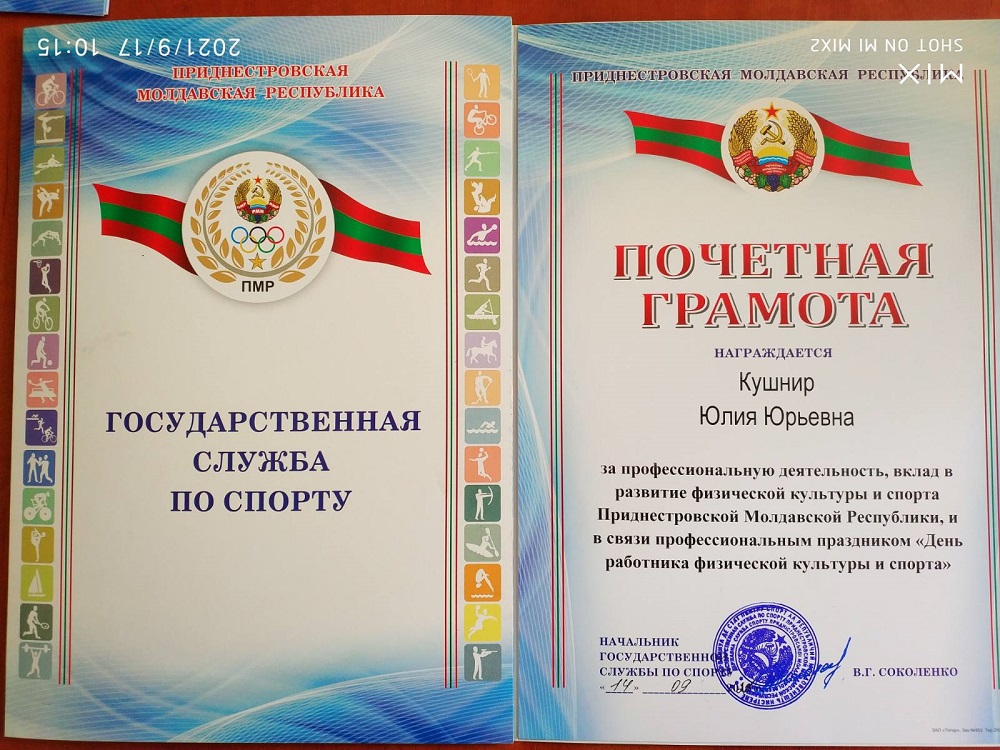 2021/9/17 10:15
ПРИДНЕСТРОВСКАЯ
МОЛДАВСКАЯ РЕСПУБЛИКА
ПМР
ГОСУДАРСТВЕННАЯ
СЛУЖБА
ПО СПОРТУ
SHOT ON MI MIX2
MIX
ПРИДНЕСТРОВСКАЯ МОЛДАВСКАЯ РЕСПУБЛИКА
ПОЧЕТНАЯ
ГРАМОТА
НАГРАЖДАЕТСЯ
Кушнир
Юлия Юрьевна
за профессиональную деятельность, вклад в
развитие физической культуры и спорта
Приднестровской Молдавской Республики, и
в связи профессиональным праздником «День
работника физической культуры и спорта»
НАЧАЛЬНИК
ГОСУДАРСТВЕННОЙ
СЛУЖБЫ ПО СПОРТУ В.Г. СОКОЛЕНКО
«14» 09